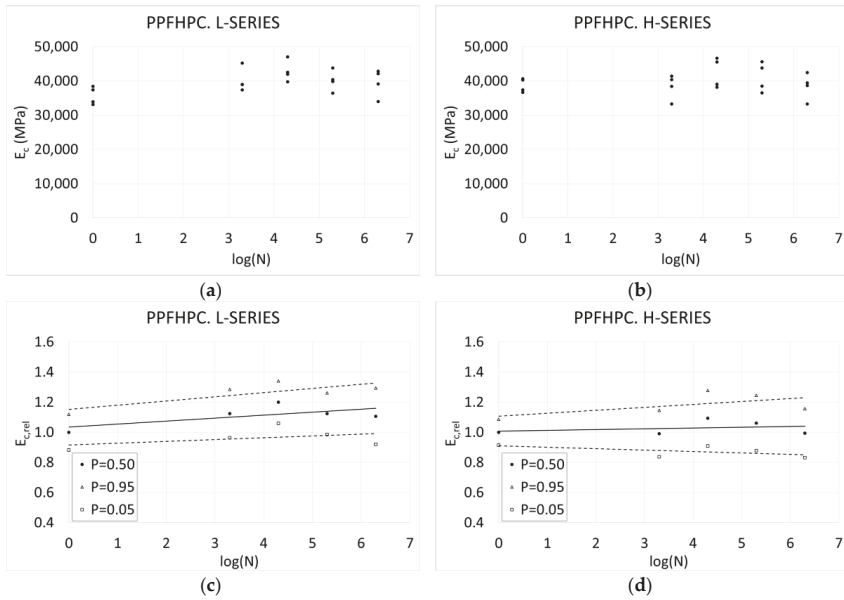 PPFHPC. L-SERIES
50,000
40,000
30,000
20,000
10,000
0
Ec (MPa)
0 1 2 3 4 5 6 7
log(N)
(a)
PPFHPC. H-SERIES
50,000
40,000
30,000
20,000
10,000
0
Ec (MPa)
0 1 2 3 4 5 6 7
log(N)
(b)
PPFHPC. L-SERIES
1.6
1.4
1.2
1.0
0.8
0.6
0.4
Ec,rel
P=0.50
P=0.95
P=0.05
0 1 2 3 4 5 6 7
log(N)
(c)
PPFHPC. H-SERIES
1.6
1.4
1.2
1.0
0.8
0.6
0.4
Ec,rel
P=0.50
P=0.95
P=0.05
0 1 2 3 4 5 6 7
log(N)
(d)